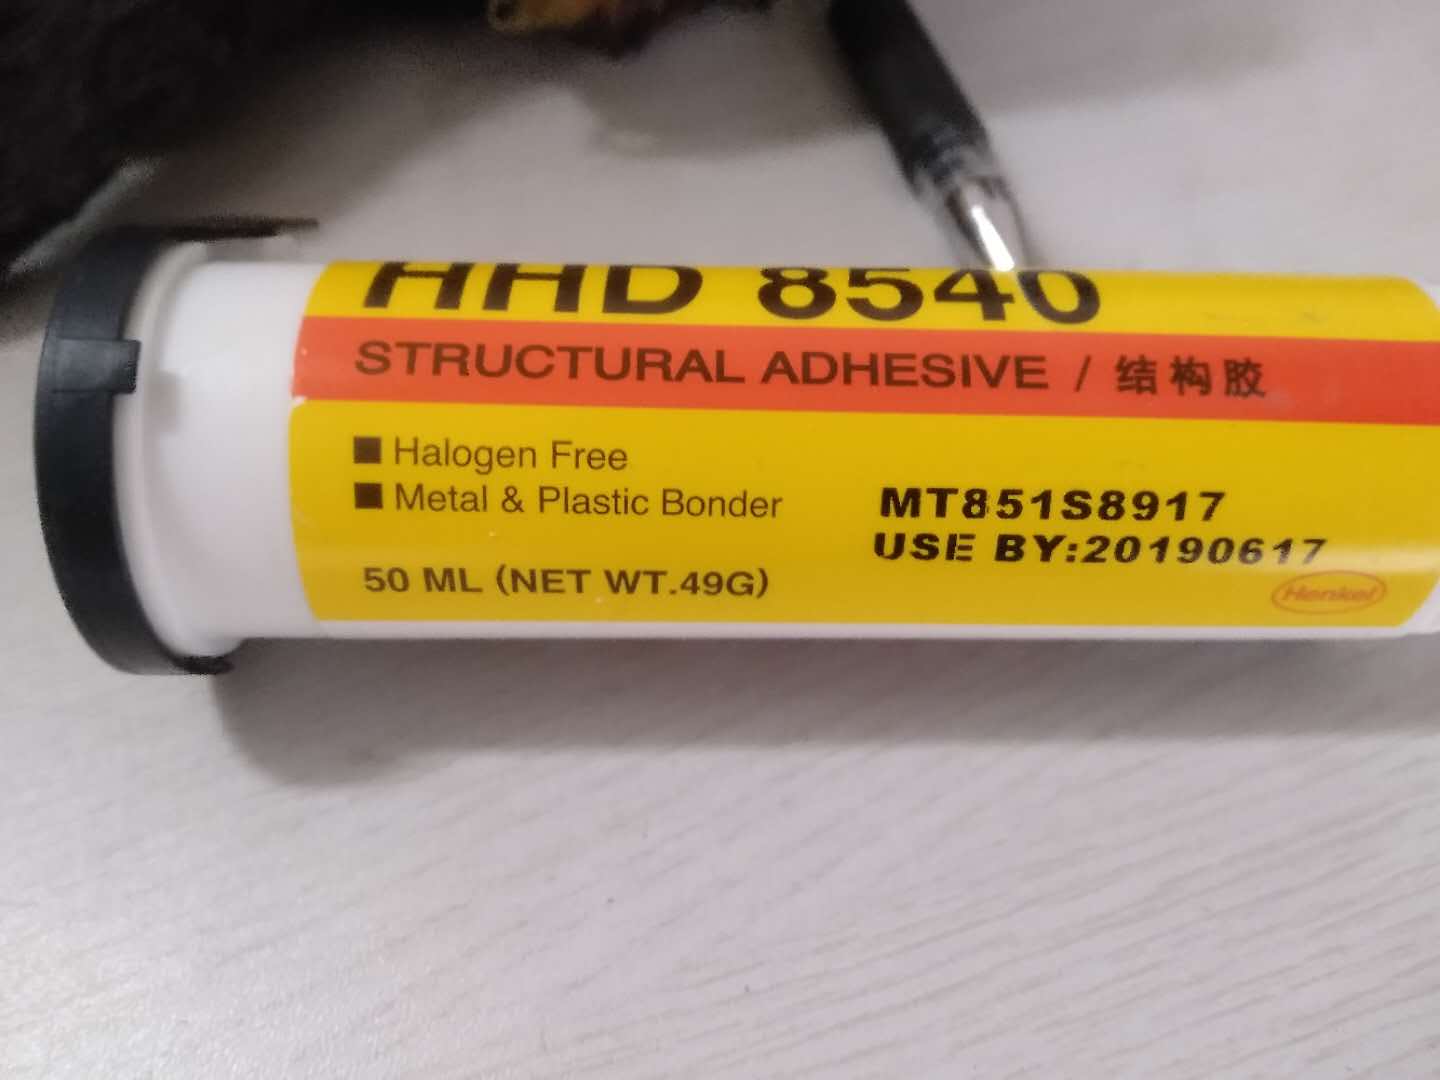 HHD 8540
STRUCTURAL ADHESIVE / 结构胶
■ Halogen Free
■ Metal & Plastic Bonder
MT851S8917
USE BY:20190617
50 ML (NET WT.49G)
Henkel